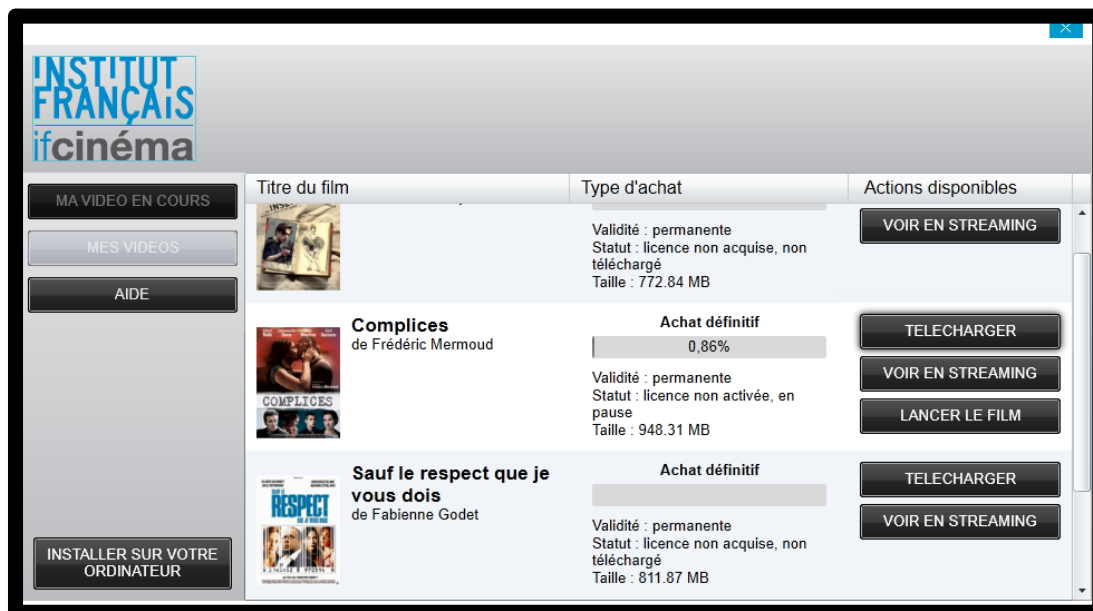 INSTITUT
FRANÇAIS
ifcinéma
MA VIDEO EN COURS
MES VIDEOS
AIDE
INSTALLER SUR VOTRE
ORDINATEUR
Titre du film
Type d'achat
Actions disponibles
Validité : permanente
Statut : licence non acquise, non
téléchargé
Taille : 772.84 MB
VOIR EN STREAMING
COMPLICES
Complices
de Frédéric Mermoud
Achat définitif
0,86%
Validité : permanente
Statut : licence non activée, en
pause
Taille : 948.31 MB
TELECHARGER
VOIR EN STREAMING
LANCER LE FILM
RESPECT
Sauf le respect que je
vous dois
de Fabienne Godet
Achat définitif
Validité : permanente
Statut : licence non acquise, non
téléchargé
Taille : 811.87 MB
TELECHARGER
VOIR EN STREAMING